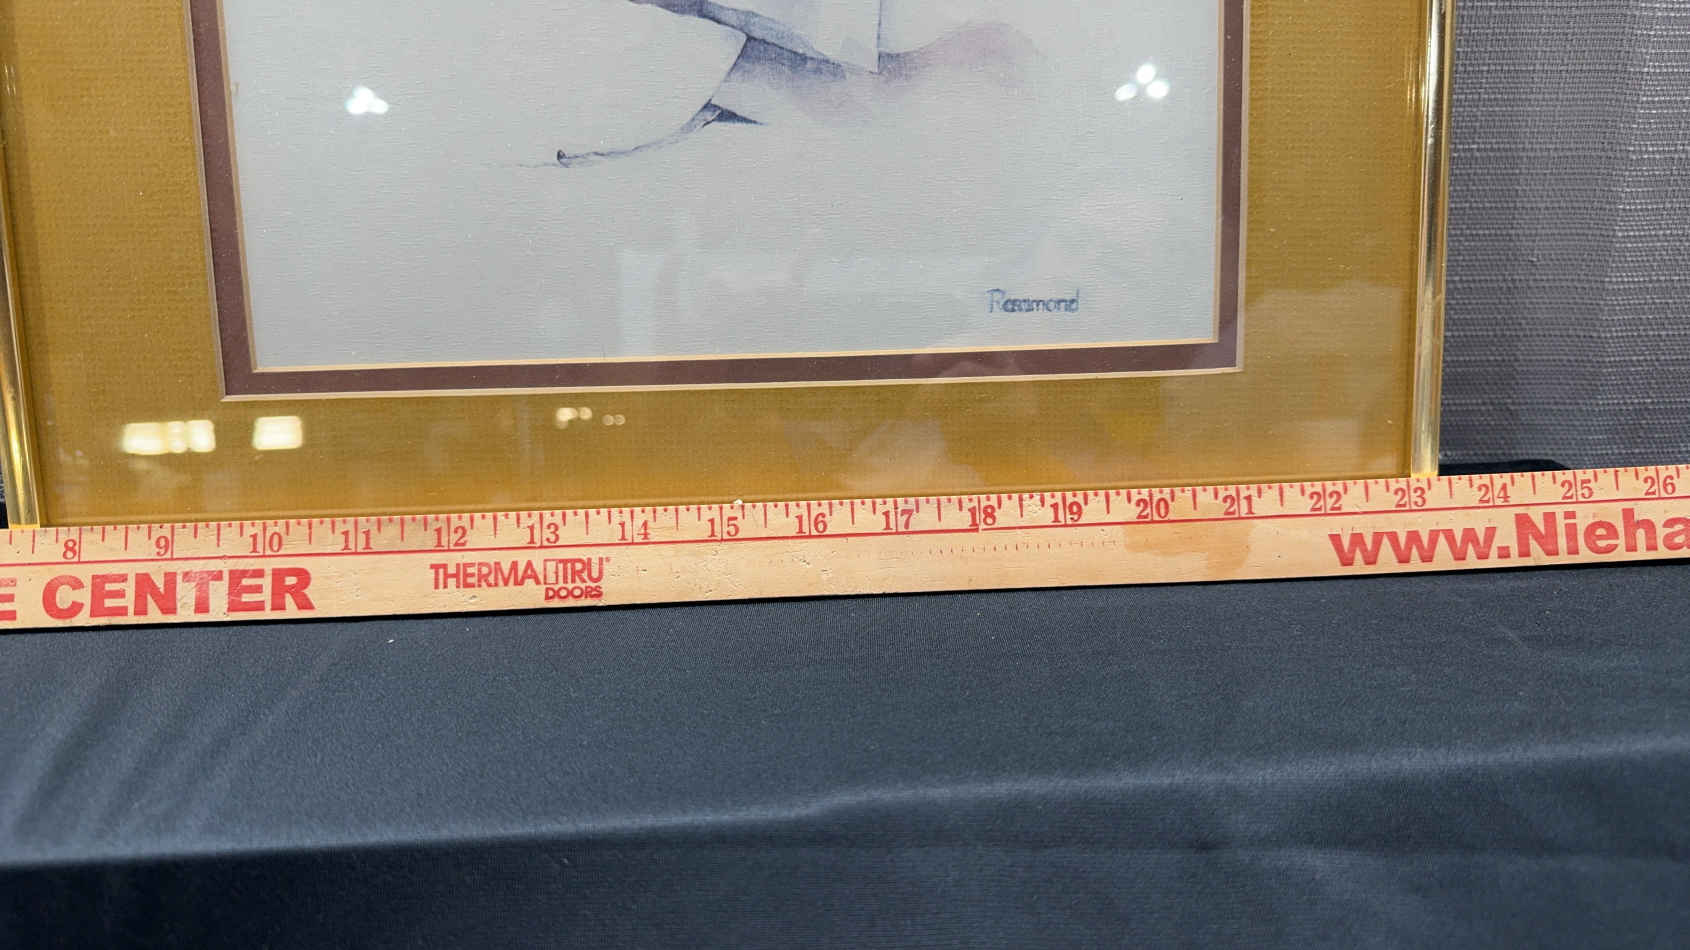 Rosamond
8 9 10 11 12 13 14 15 16 17 18 19 20 21 22 23 24 25 26
E CENTER THERMA TRU® www.Nieha
DOORS